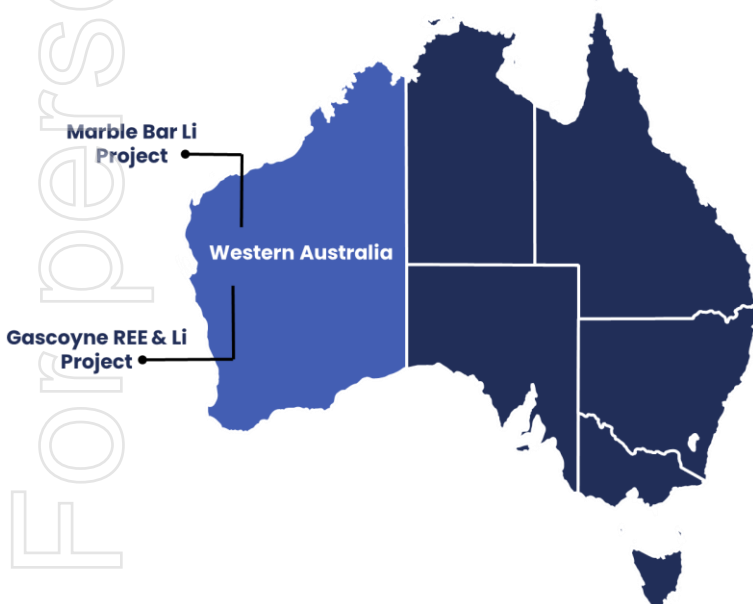 Marble Bar Li
Project
Western Australia
Gascoyne REE & Li
Project
For perso